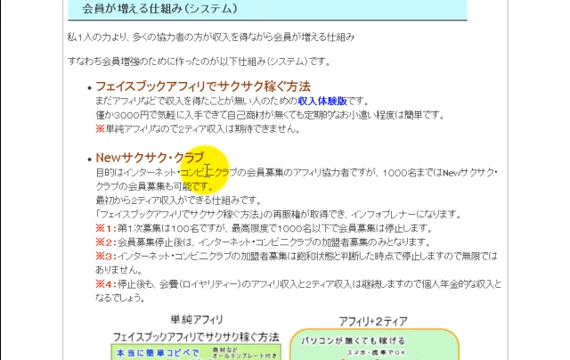 会員が増える仕組み(システム)
私1人の力より、多くの協力者の方が収入を得ながら会員が増える仕組み
すなわち会員増強のために作ったのが以下仕組み(システム)です。
• フェイスブックアフィリでサクサク稼ぐ方法
まだアフィリなどで収入を得たことが無い人のための収入体験版です。
僅か3000円で気軽に入手できて自己商材が無くても定期的なお小遣い程度は簡単です。
※単純アフィリなので2ティア収入は期待できません。
• Newサクサク・クラブ
目的はインターネット・コンビニクラブの会員募集のアフィリ協力者ですが、1000名まではNewサクサク・
クラブの会員募集も可能です。
最初から2ティア収入ができる仕組みです。
「フェイスブックアフィリでサクサク稼ぐ方法」の再販権が取得でき、インフォプレナーになります。
※1:第1次募集は100名ですが、最高限度で1000名以下で会員募集は停止します。
※2:会員募集停止後は、インターネット・コンビニクラブの加盟者募集のみとなります。
※3:インターネット・コンビニクラブの加盟者募集は飽和状態と判断した時点で停止しますので無限では
ありません。
※4:停止後も、会費(ロイヤリティー)のアフィリ収入と2ティア収入は継続しますので個人年金的な収入と
なるでしょう。
単純アフィリ
アフィリ+2ティア
フェイスブックアフィリでサクサク稼ぐ方法
パソコンが無くても稼げる
本当に簡単コピペで
商材など
オールテンプレート付き
スマホ・携帯でOK